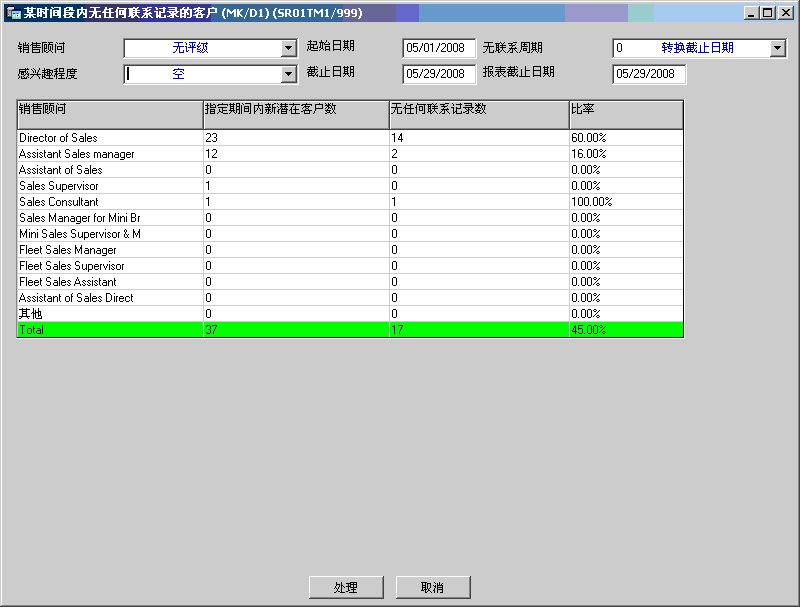 某时间段内无任何联系记录的客户 (MK/D1) (SR01TM1/999)
销售顾问 无评级 起始日期 05/01/2008 无联系周期 0 转换截止日期
感兴趣程度 空 截止日期 05/29/2008 报表截止日期 05/29/2008
销售顾问 指定期间内新潜在客户数 无任何联系记录数 比率
Director of Sales 23 14 60.00%
Assistant Sales manager 12 2 16.00%
Assistant of Sales 0 0 0.00%
Sales Supervisor 1 0 0.00%
Sales Consultant 1 1 100.00%
Sales Manager for Mini Br 0 0 0.00%
Mini Sales Supervisor & M 0 0 0.00%
Fleet Sales Manager 0 0 0.00%
Fleet Sales Supervisor 0 0 0.00%
Fleet Sales Assistant 0 0 0.00%
Assistant of Sales Direct 0 0 0.00%
其他 0 0 0.00%
Total 37 17 45.00%
处理 取消